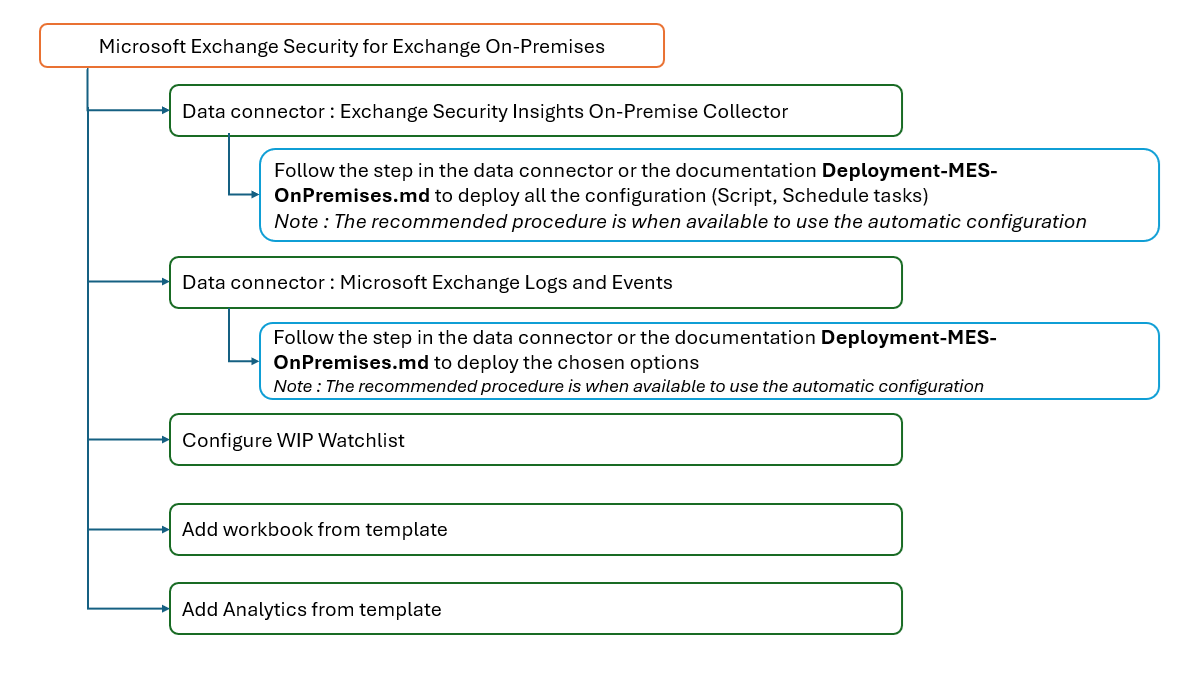 Microsoft Exchange Security for Exchange On-Premises
Data connector : Exchange Security Insights On-Premise Collector
Follow the step in the data connector or the documentation Deployment-MES-
OnPremises.md to deploy all the configuration (Script, Schedule tasks)
Note : The recommended procedure is when available to use the automatic configuration
Data connector : Microsoft Exchange Logs and Events
Follow the step in the data connector or the documentation Deployment-MES-
OnPremises.md to deploy the chosen options
Note : The recommended procedure is when available to use the automatic configuration
Configure WIP Watchlist
Add workbook from template
Add Analytics from template